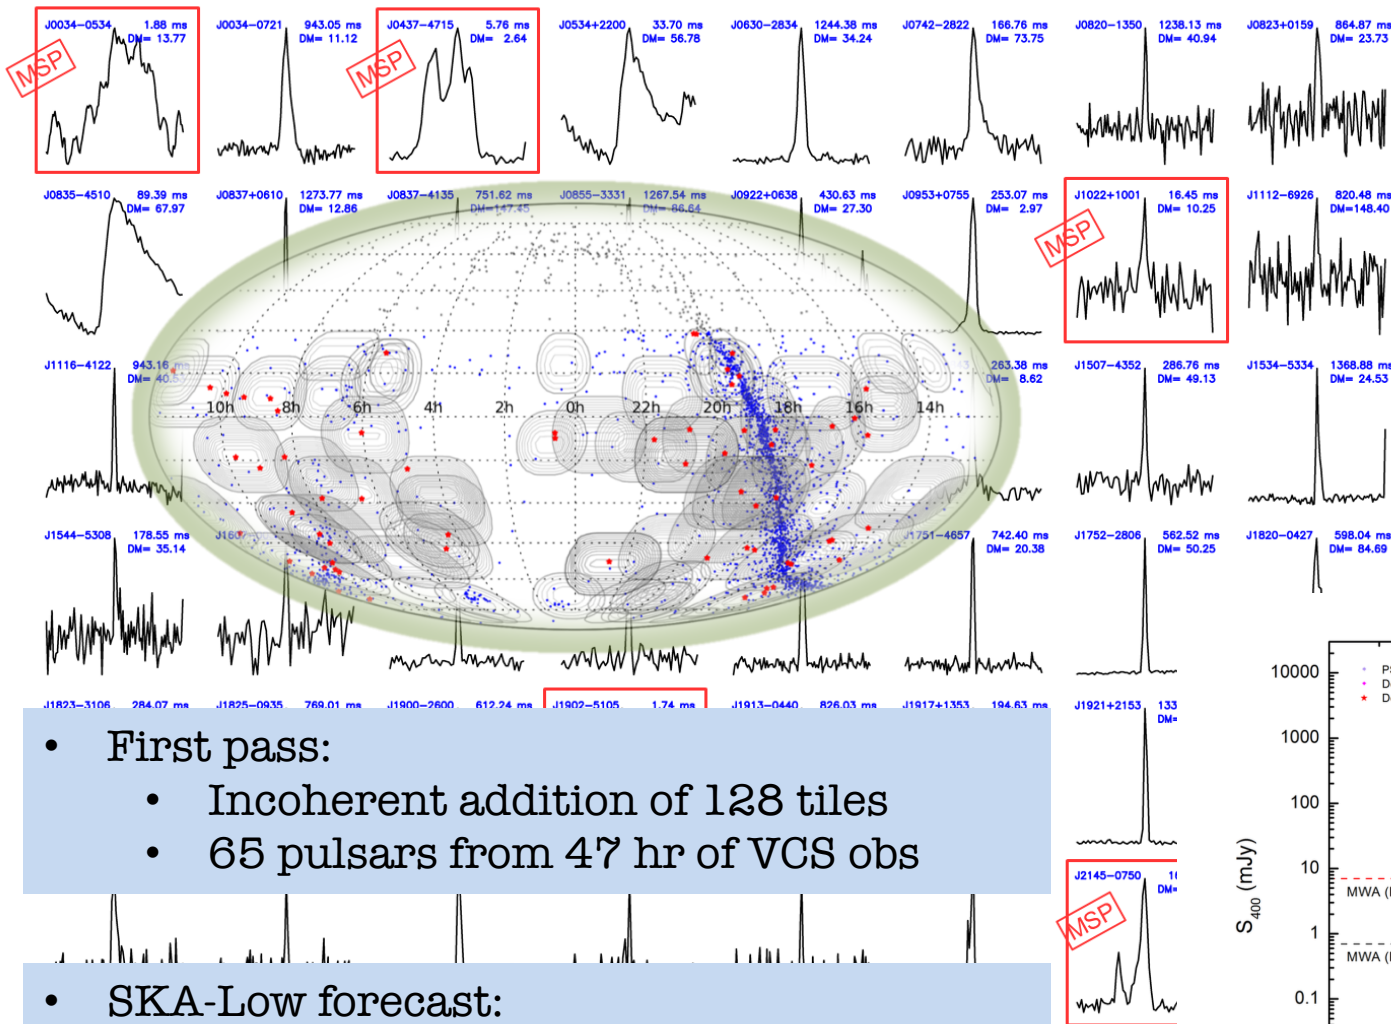 J0034-0534 1.88 ms
DM= 13.77
MSP
J0034-0721 943.05 ms
DM= 11.12
J0437-4715 5.76 ms
DM= 2.64
MSP
J0534+2200 33.70 ms
DM= 56.78
J0630-2834 1244.38 ms
DM= 34.24
J0742-2822 166.76 ms
DM= 73.75
J0820-1350 1238.13 ms
DM= 40.94
J0823+0159 864.87 ms
DM= 23.73
J0835-4510 89.39 ms
DM= 67.97
J0837+0610 1273.77 ms
DM= 12.86
J0837-4135 751.62 ms
DM=147.45
J0855-3331 1267.54 ms
DM= 86.64
J0922+0638 430.63 ms
DM= 27.30
J0953+0755 253.07 ms
DM= 2.97
J1022+1001 16.45 ms
DM= 10.25
MSP
J1112-6926 820.48 ms
DM=148.40
J1116-4122 943.16 ms
DM= 40.
263.38 ms
DM= 8.62
J1507-4352 286.76 ms
DM= 49.13
J1534-5334 1368.88 ms
DM= 24.53
10h 8h 6h 4h 2h 0h 22h 20h 18h 16h 14h
J1544-5308 178.55 ms
DM= 35.14
J1751-4657 742.40 ms
DM= 20.38
J1752-2806 562.52 ms
DM= 50.25
J1820-0427 598.04 ms
DM= 84.69
J1823-3106 284.07 ms
J1825-0935 769.01 ms
J1900-2600 612.24 ms
J1902-5105 1.74 ms
J1913-0440 826.03 ms
J1917+1353 194.63 ms
J1921+2153 133
DM=
• First pass:
• Incoherent addition of 128 tiles
• 65 pulsars from 47 hr of VCS obs
J2145-0750 16
DM=
MSP
• SKA-Low forecast:
10000
1000
100
10
1
0.1
S400 (mJy)
MWA (
MWA (